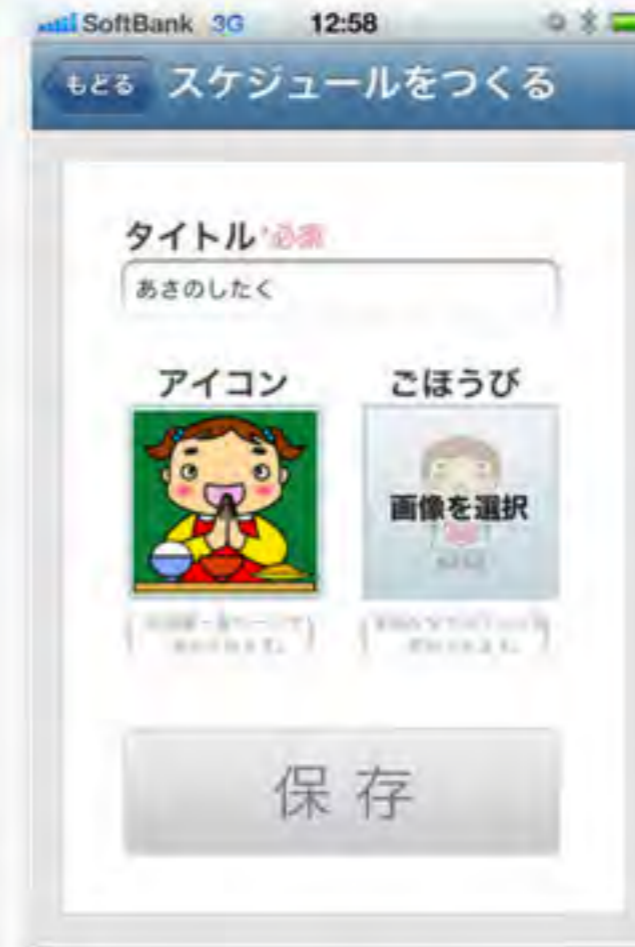 SoftBank 3G 12:58
もどる スケジュールをつくる
タイトル *必須
あさのしたく
アイコン ごほうび
画像を選択
保存